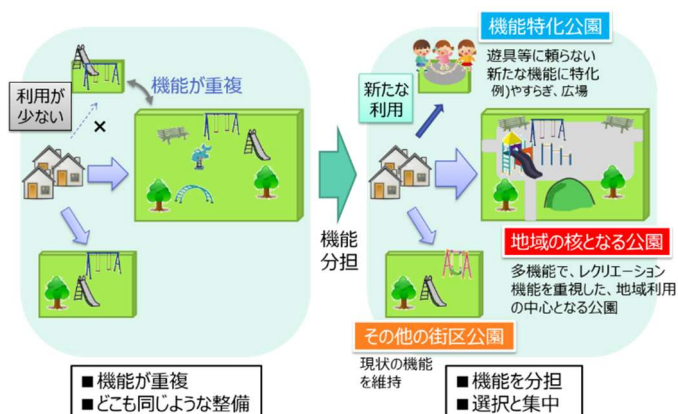 機能が重複
利用が
少ない
×
■機能が重複
■どこも同じような整備
機能
分担
機能特化公園
遊具等に頼らない
新たな機能に特化
例)やすらぎ、広場
新たな
利用
地域の核となる公園
多機能で、レクリエーション
機能を重視した、地域利用
の中心となる公園
その他の街区公園
現状の機能
を維持
■機能を分担
■選択と集中